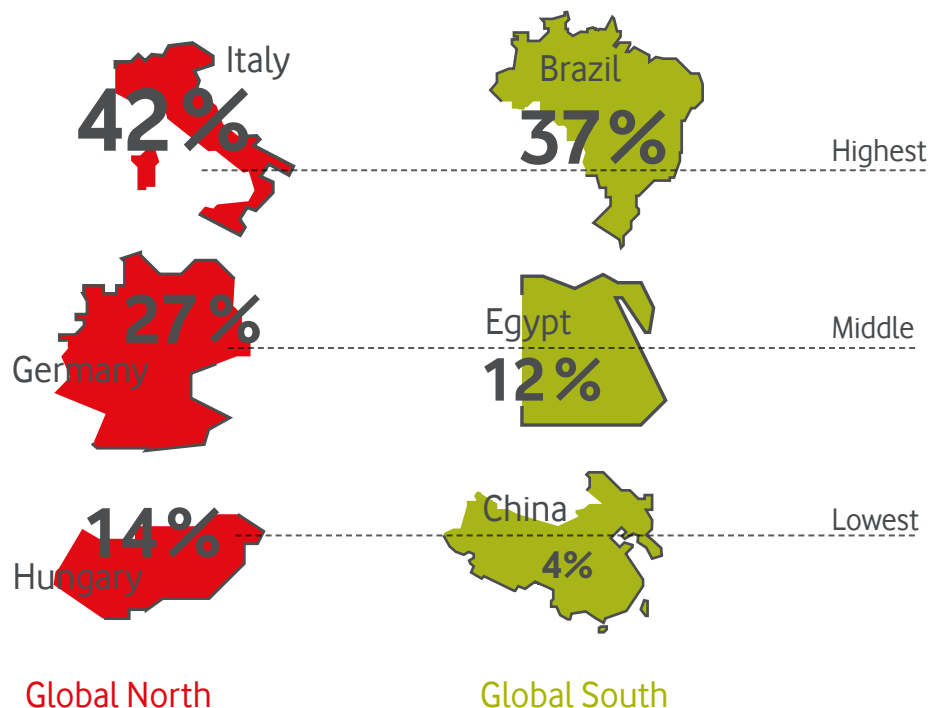 Italy
42%
Brazil
37%
Highest
27%
Germany
Egypt
12%
Middle
14%
Hungary
China
4%
Lowest
Global North
Global South